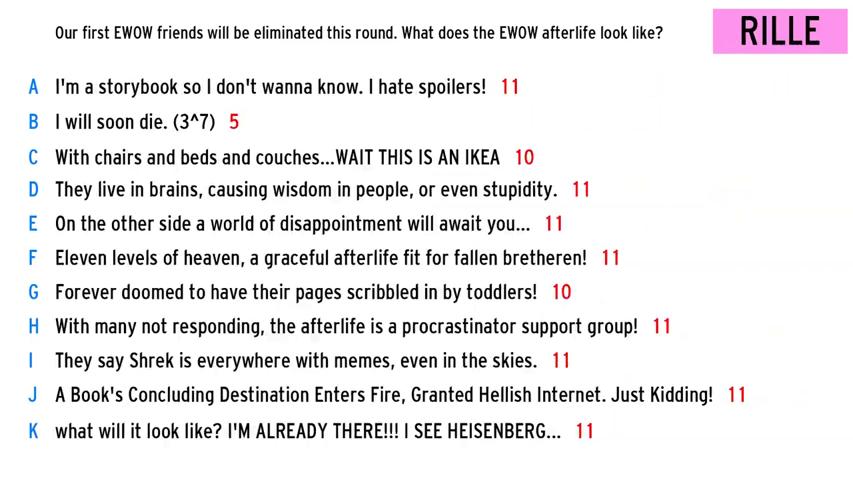 Our first EWOW friends will be eliminated this round. What does the EWOW afterlife look like?
RILLE
A I'm a storybook so I don't wanna know. I hate spoilers! 11
B I will soon die. (3^7) 5
C With chairs and beds and couches...WAIT THIS IS AN IKEA 10
D They live in brains, causing wisdom in people, or even stupidity. 11
E On the other side a world of disappointment will await you... 11
F Eleven levels of heaven, a graceful afterlife fit for fallen bretheren! 11
G Forever doomed to have their pages scribbled in by toddlers! 10
H With many not responding, the afterlife is a procrastinator support group! 11
I They say Shrek is everywhere with memes, even in the skies. 11
J A Book's Concluding Destination Enters Fire, Granted Hellish Internet. Just Kidding! 11
K what will it look like? I'M ALREADY THERE!!! I SEE HEISENBERG... 11